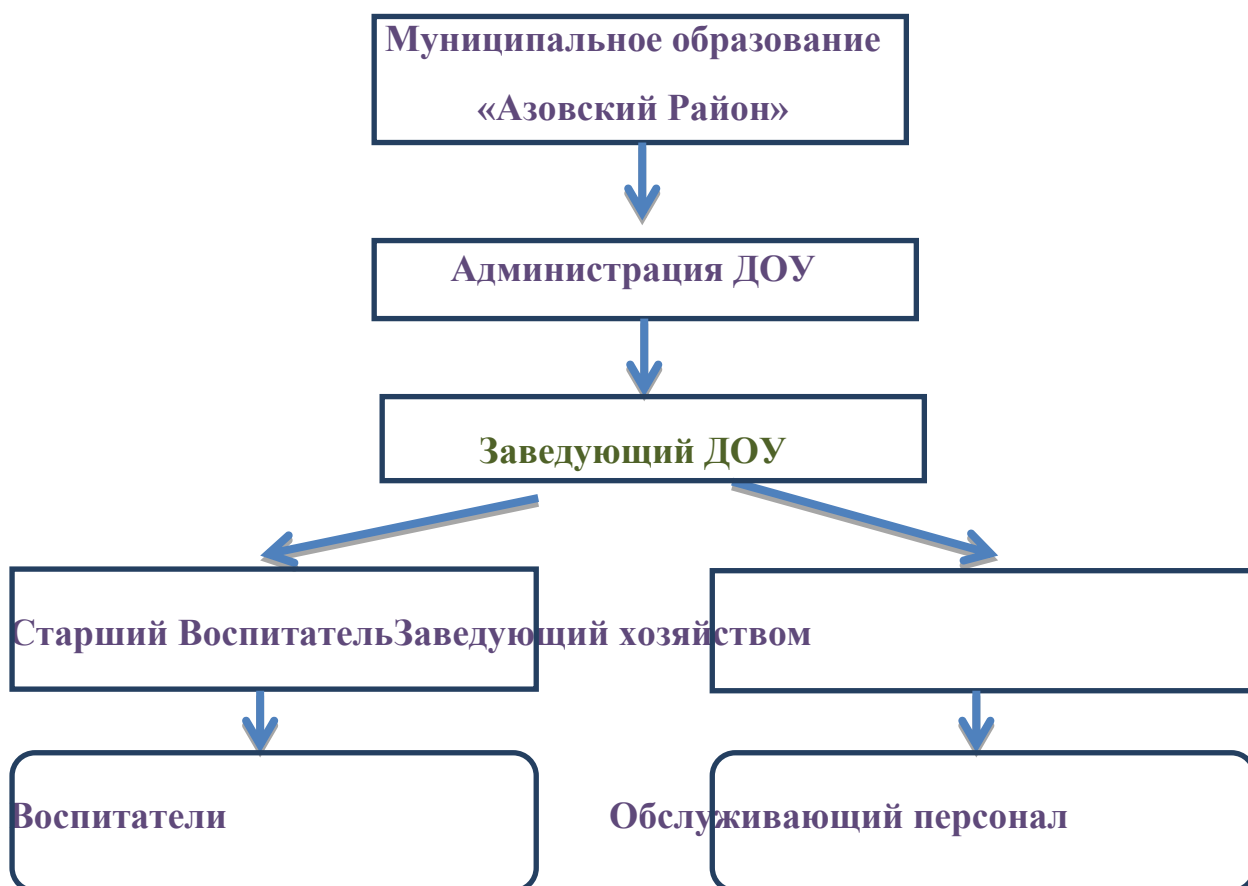 Муниципальное образование
«Азовский Район»
Администрация ДОУ
Заведующий ДОУ
Старший ВоспитательЗаведующий хозяйством
Воспитатели Обслуживающий персонал